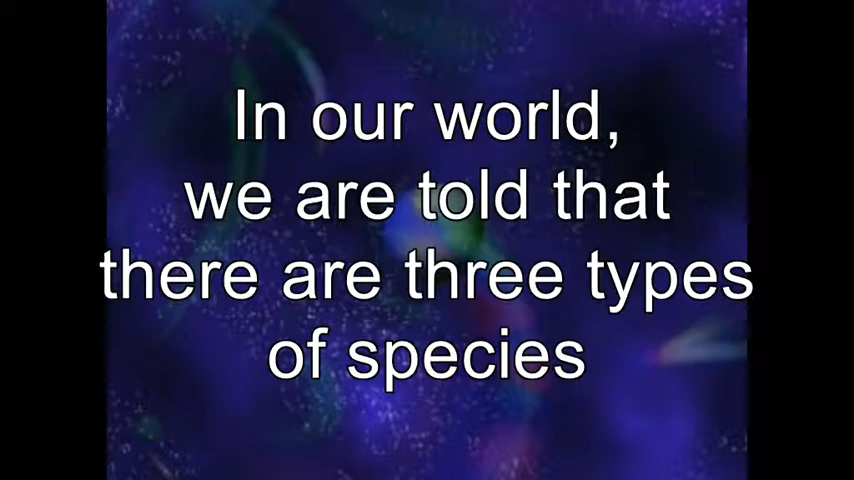 In our world,
we are told that
there are three types
of species